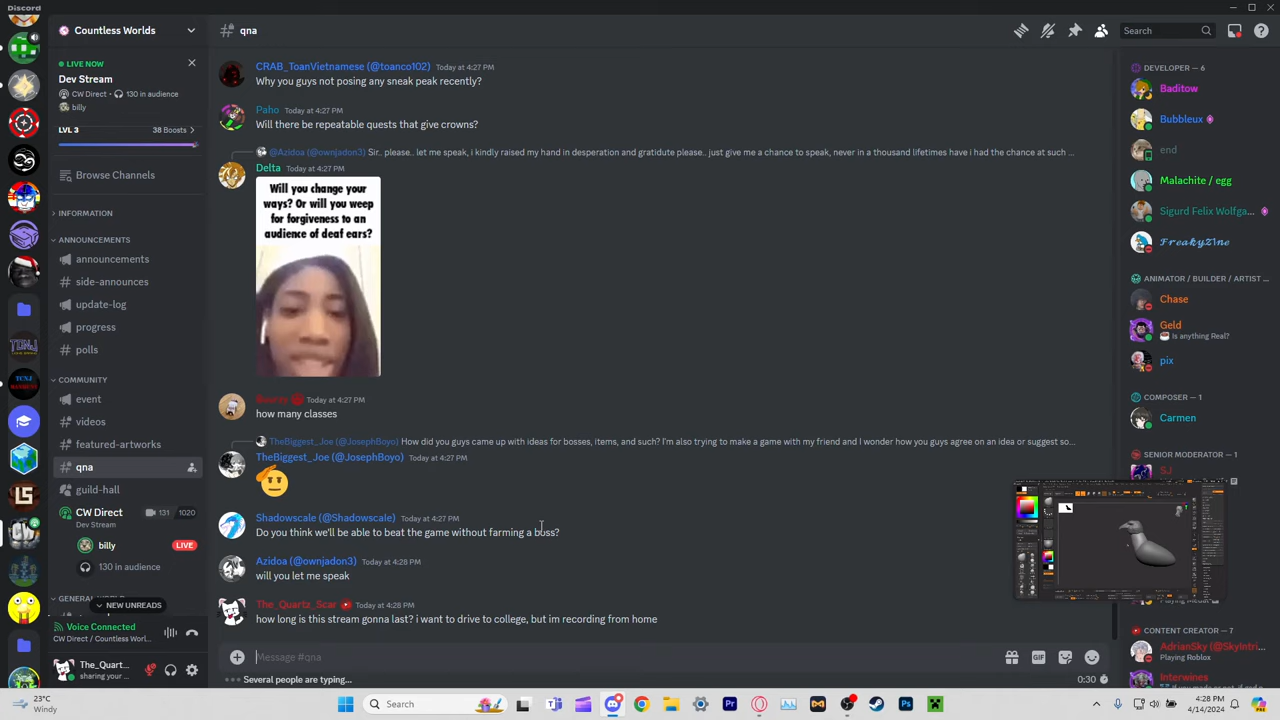 Discord
Countless Worlds
LIVE NOW
Dev Stream
CW Direct • 130 in audience
billy
LVL 3
38 Boosts
Browse Channels
INFORMATION
ANNOUNCEMENTS
announcements
side-announces
update-log
progress
polls
COMMUNITY
event
videos
featured-artworks
qna
guild-hall
CW Direct
131
1020
Dev Stream
billy
LIVE
130 in audience
NEW UNREADS
Voice Connected
CW Direct / Countless Worl...
The_Quartz...
sharing your ...
qna
Search
CRAB_ToanVietnamese (@toanco102) Today at 4:27 PM
Why you guys not posing any sneak peak recently?
Paho Today at 4:27 PM
Will there be repeatable quests that give crowns?
@Azidoa (@ownjadon3) Sir.. please.. let me speak, i kindly raised my hand in desperation and gratidute please.. just give me a chance to speak, never in a thousand lifetimes have i had the chance at such ...
Delta Today at 4:27 PM
Will you change your
ways? Or will you weep
for forgiveness to an
audience of deaf ears?
Today at 4:27 PM
how many classes
TheBiggest_Joe (@JosephBoyo) How did you guys came up with ideas for bosses, items, and such? I'm also trying to make a game with my friend and I wonder how you guys agree on an idea or suggest so...
TheBiggest_Joe (@JosephBoyo) Today at 4:27 PM
Shadowscale (@Shadowscale) Today at 4:27 PM
Do you think we'll be able to beat the game without farming a boss?
Azidoa (@ownjadon3) Today at 4:28 PM
will you let me speak
The_Quartz_Scar Today at 4:28 PM
how long is this stream gonna last? i want to drive to college, but im recording from home
Message #qna
GIF
Several people are typing...
0:30
DEVELOPER — 6
Baditow
Bubbleux
end
Malachite / egg
Sigurd Felix Wolfga...
FreakyZ1ne
ANIMATOR / BUILDER / ARTIST ...
Chase
Geld
Is anything Real?
pix
COMPOSER — 1
Carmen
SENIOR MODERATOR — 1
SJ
CONTENT CREATOR — 7
AdrianSky (@SkyIntri...
Playing Roblox
Interwines
23°C
Windy
Search
4:28 PM
4/14/2024